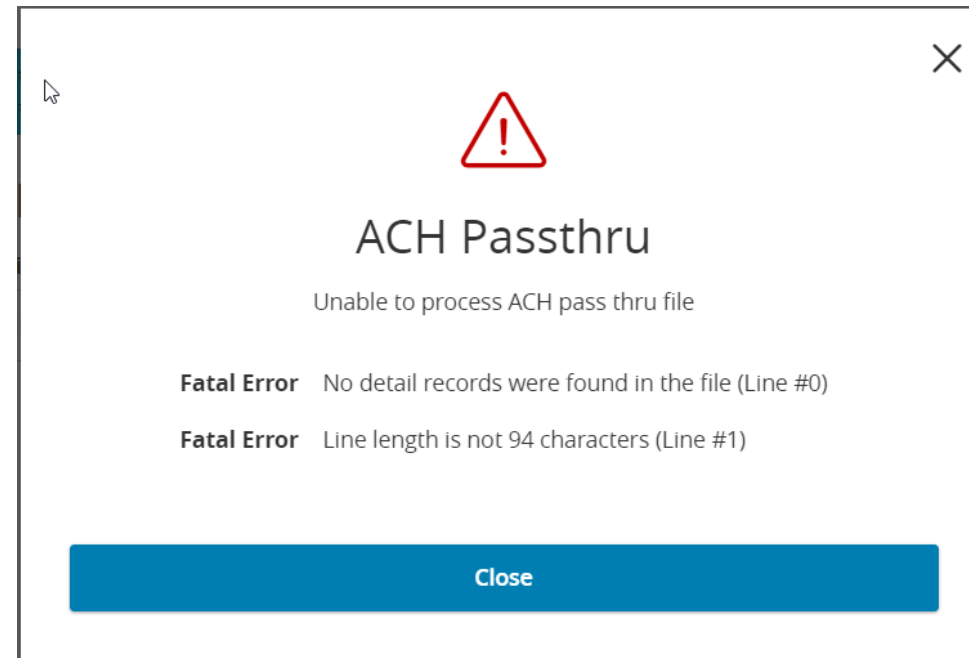 ACH Passthru
Unable to process ACH pass thru file
Fatal Error No detail records were found in the file (Line #0)
Fatal Error Line length is not 94 characters (Line #1)
Close